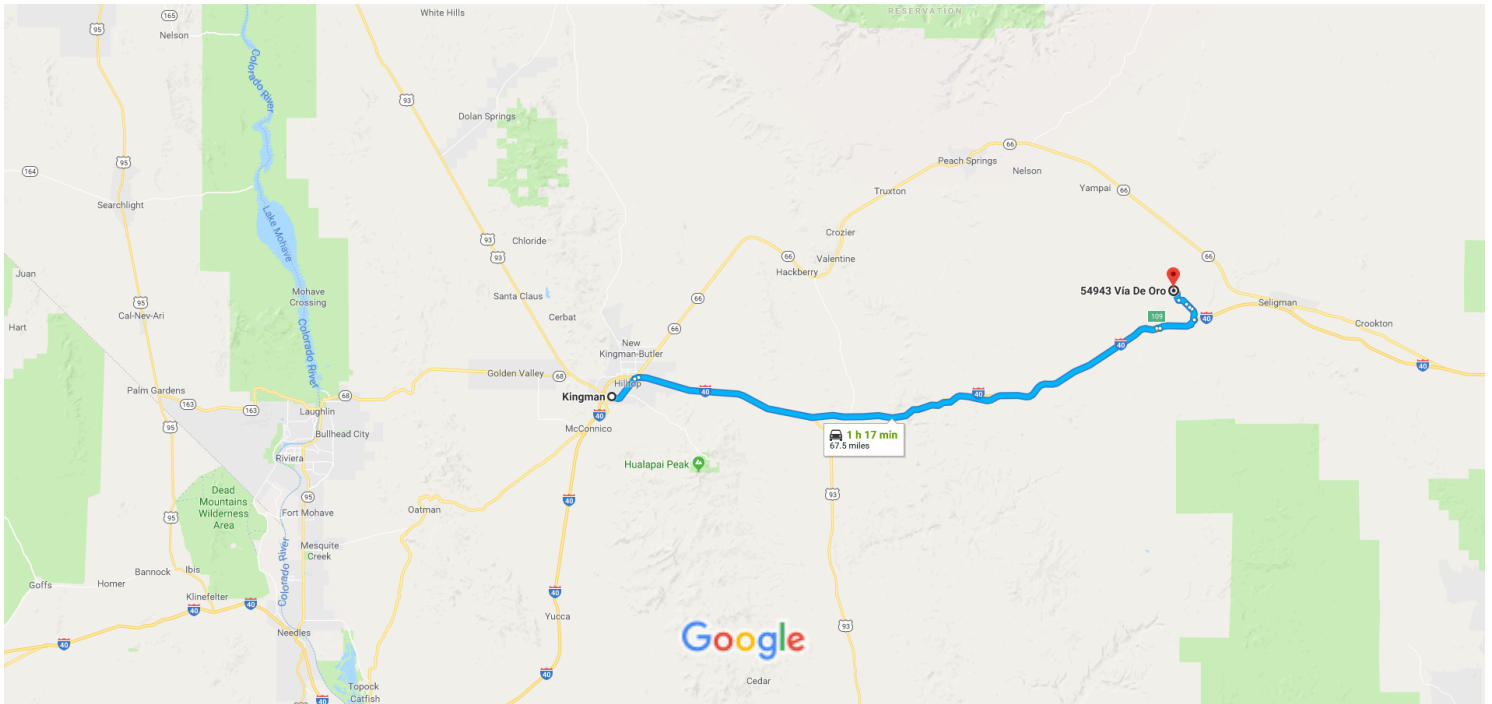 RESERVATION
White Hills
165
95
Nelson
Colorado River
93
Dolan Springs
66
Peach Springs
Nelson
95
164
Truxton
Yampai
66
Searchlight
Lake Mohave
Crozier
93
Chloride
93
66
Valentine
66
Hackberry
Juan
54943 Vía De Oro
Mohave
Crossing
Santa Claus
95
Seligman
Hart
Cal-Nev-Ari
Cerbat
109
40
Crookton
66
Colorado River
New
Kingman-Butler
40
40
Golden Valley
68
Hilltop
Palm Gardens
163
163
68
Kingman
40
40
Laughlin
40
McConnico
Bullhead City
1 h 17 min
67.5 miles
Riviera
Hualapai Peak
Dead
Mountains
Wilderness
Area
95
93
40
Fort Mohave
Oatman
95
Mesquite
Creek
Colorado River
Bannock
Ibis
Goffs
Homer
40
Klinefelter
40
40
Yucca
93
Needles
Google
40
40
Cedar
Topock
Catfish
40